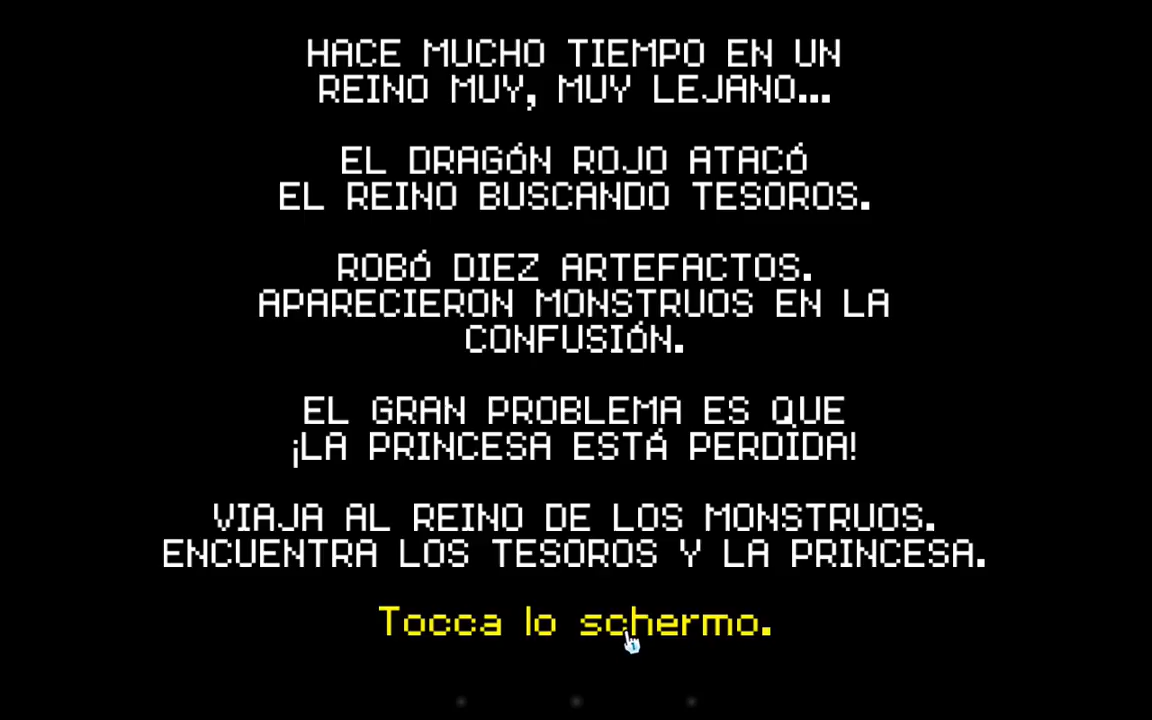 HACE MUCHO TIEMPO EN UN
REINO MUY, MUY LEJANO...
EL DRAGÓN ROJO ATACÓ
EL REINO BUSCANDO TESOROS.
ROBÓ DIEZ ARTEFACTOS.
APARECIERON MONSTRUOS EN LA
CONFUSIÓN.
EL GRAN PROBLEMA ES QUE
¡LA PRINCESA ESTÁ PERDIDA!
VIAJA AL REINO DE LOS MONSTRUOS.
ENCUENTRA LOS TESOROS Y LA PRINCESA.
Tocca lo schermo.